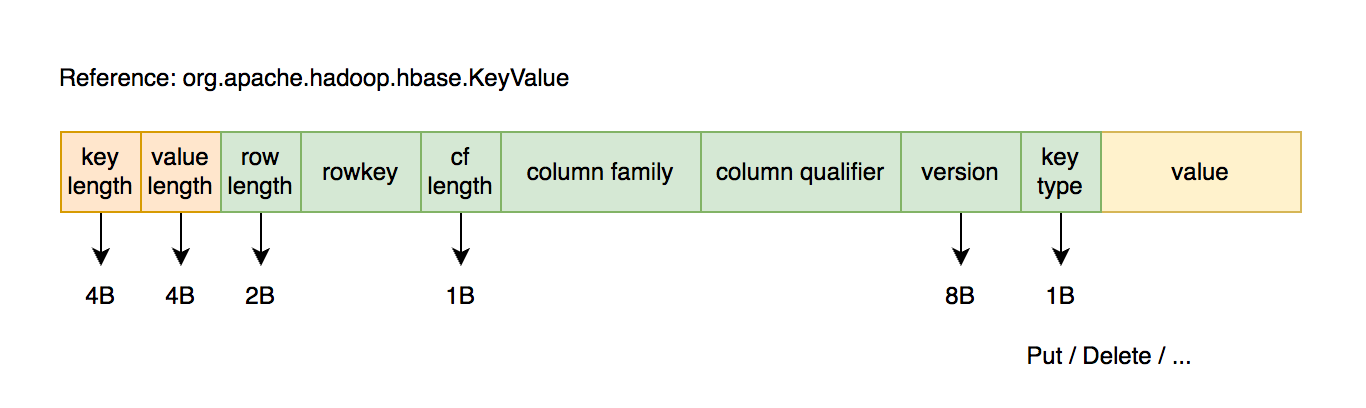 Reference: org.apache.hadoop.hbase.KeyValue
key length
value length
row length
rowkey
cf length
column family
column qualifier
version
key type
value
4B
4B
2B
1B
8B
1B
Put / Delete / ...